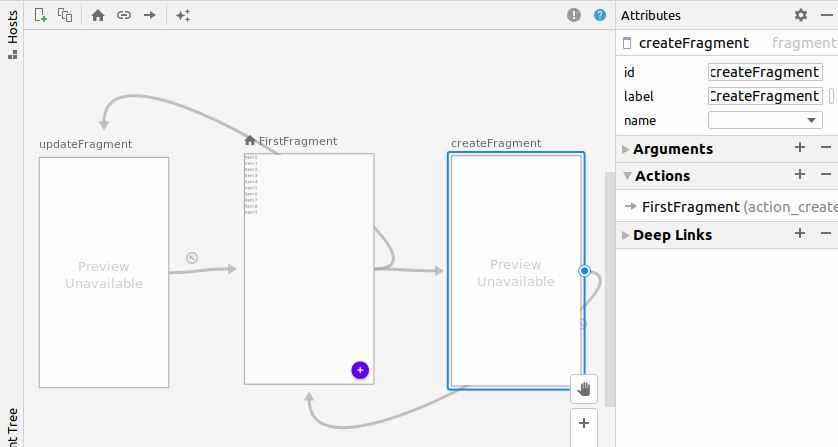 Hosts
Attributes
createFragment fragment
id createFragment
label CreateFragment
name
Arguments
Actions
FirstFragment (action_create
Deep Links
updateFragment
FirstFragment
createFragment
Item 0
Item 1
Item 2
Item 3
Item 4
Item 5
Item 6
Item 7
Item 8
Item 9
Preview
Unavailable
Preview
Unavailable
nt Tree